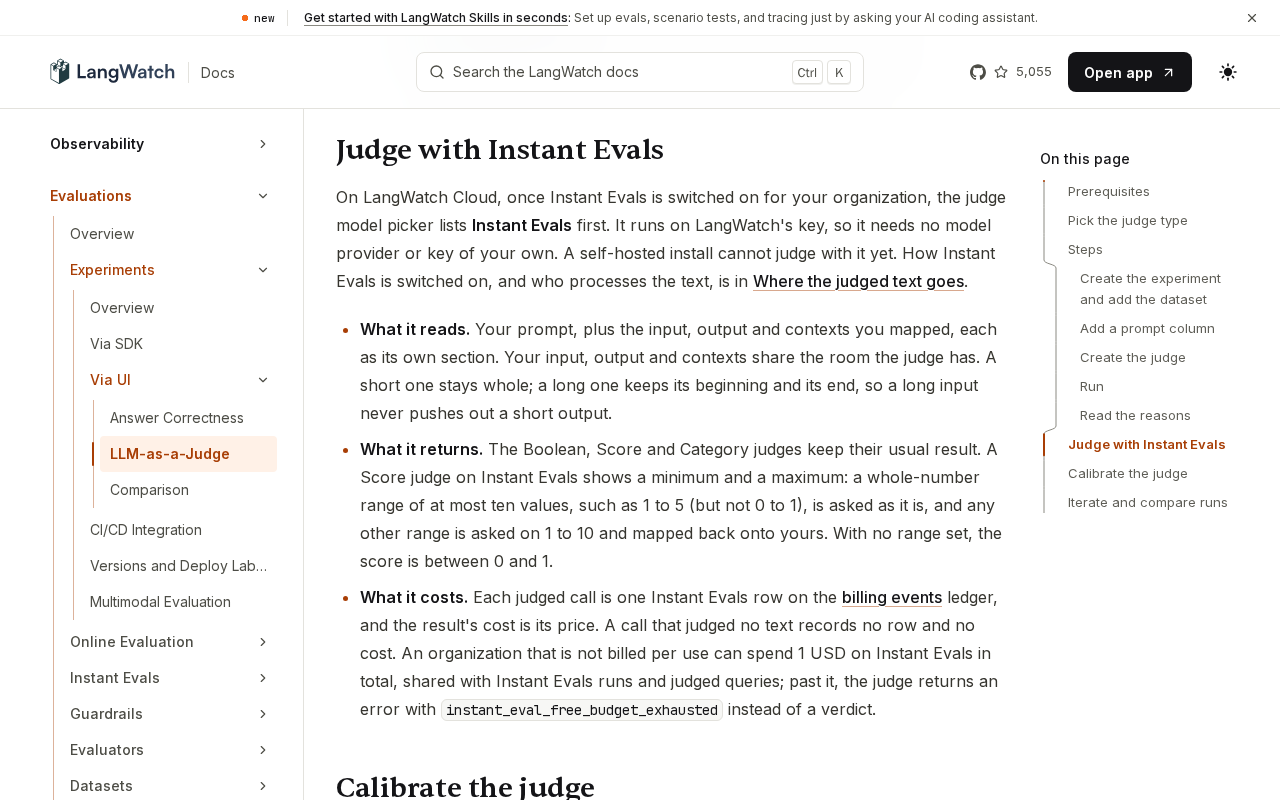 new
Get started with LangWatch Skills in seconds: Set up evals, scenario tests, and tracing just by asking your AI coding assistant.
LangWatch
Docs
Search the LangWatch docs
Ctrl K
5,055
Open app
Observability
Evaluations
Overview
Experiments
Overview
Via SDK
Via UI
Answer Correctness
LLM-as-a-Judge
Comparison
CI/CD Integration
Versions and Deploy Lab…
Multimodal Evaluation
Online Evaluation
Instant Evals
Guardrails
Evaluators
Datasets
Judge with Instant Evals
On LangWatch Cloud, once Instant Evals is switched on for your organization, the judge
model picker lists Instant Evals first. It runs on LangWatch's key, so it needs no model
provider or key of your own. A self-hosted install cannot judge with it yet. How Instant
Evals is switched on, and who processes the text, is in Where the judged text goes.
What it reads. Your prompt, plus the input, output and contexts you mapped, each
as its own section. Your input, output and contexts share the room the judge has. A
short one stays whole; a long one keeps its beginning and its end, so a long input
never pushes out a short output.
What it returns. The Boolean, Score and Category judges keep their usual result. A
Score judge on Instant Evals shows a minimum and a maximum: a whole-number
range of at most ten values, such as 1 to 5 (but not 0 to 1), is asked as it is, and any
other range is asked on 1 to 10 and mapped back onto yours. With no range set, the
score is between 0 and 1.
What it costs. Each judged call is one Instant Evals row on the billing events ledger,
and the result's cost is its price. A call that judged no text records no row and no
cost. An organization that is not billed per use can spend 1 USD on Instant Evals in
total, shared with Instant Evals runs and judged queries; past it, the judge returns an
error with instant_eval_free_budget_exhausted instead of a verdict.
Calibrate the judge
On this page
Prerequisites
Pick the judge type
Steps
Create the experiment
and add the dataset
Add a prompt column
Create the judge
Run
Read the reasons
Judge with Instant Evals
Calibrate the judge
Iterate and compare runs